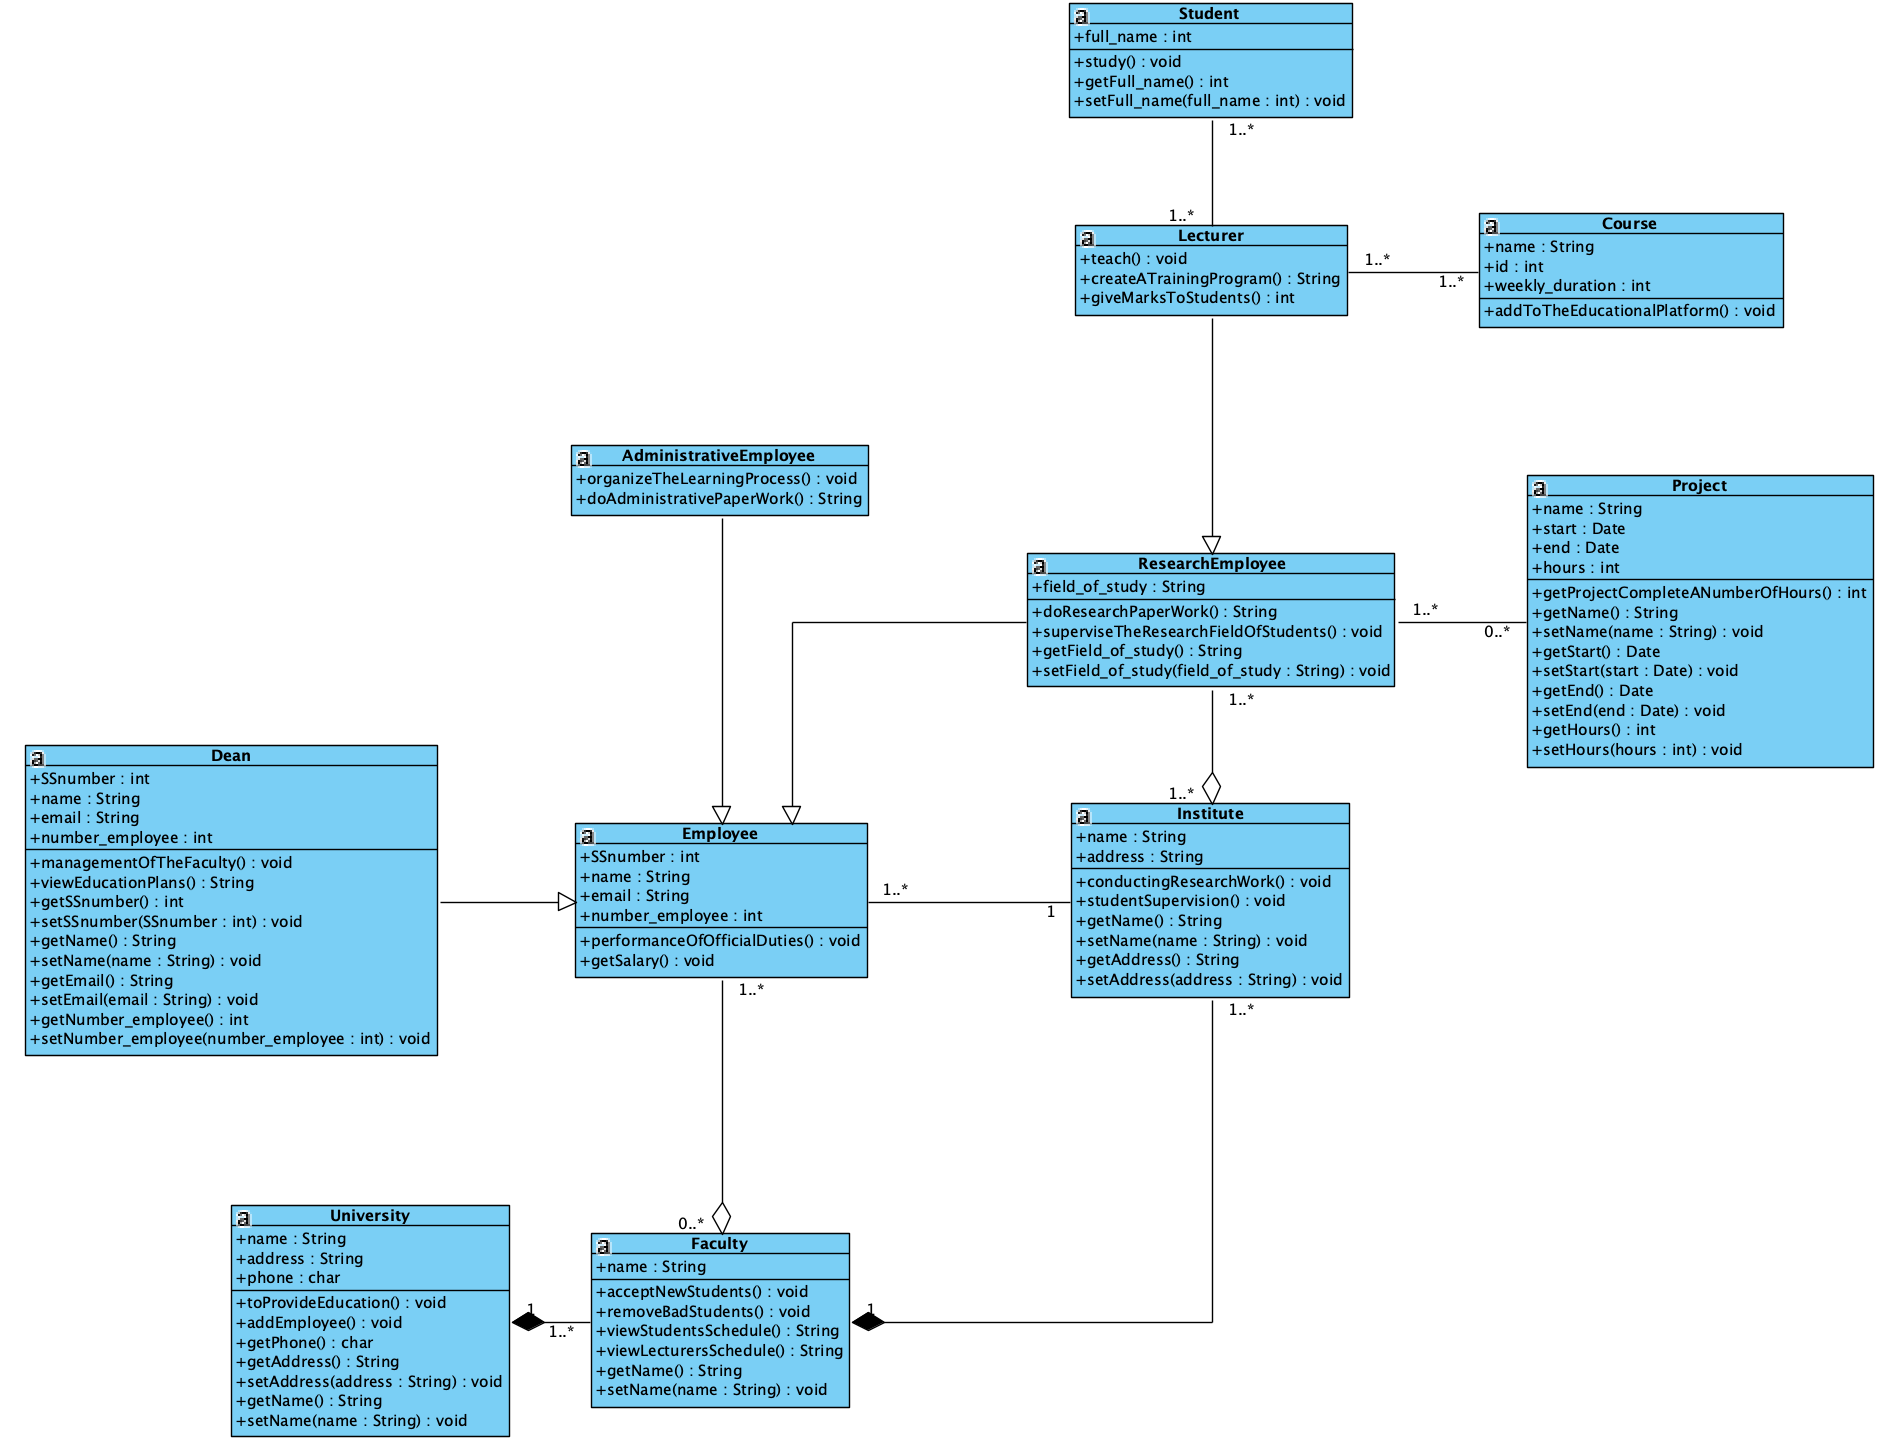 Student
+full_name : int
+study() : void
+getFull_name() : int
+setFull_name(full_name : int) : void
1..*
1..*
Lecturer
+teach() : void
+createATrainingProgram() : String
+giveMarksToStudents() : int
1..*
1..*
Course
+name : String
+id : int
+weekly_duration : int
+addToTheEducationalPlatform() : void
AdministrativeEmployee
+organizeTheLearningProcess() : void
+doAdministrativePaperWork() : String
ResearchEmployee
+field_of_study : String
+doResearchPaperWork() : String
+superviseTheResearchFieldOfStudents() : void
+getField_of_study() : String
+setField_of_study(field_of_study : String) : void
1..*
0..*
Project
+name : String
+start : Date
+end : Date
+hours : int
+getProjectCompleteANumberOfHours() : int
+getName() : String
+setName(name : String) : void
+getStart() : Date
+setStart(start : Date) : void
+getEnd() : Date
+setEnd(end : Date) : void
+getHours() : int
+setHours(hours : int) : void
1..*
1..*
Dean
+SSnumber : int
+name : String
+email : String
+number_employee : int
+managementOfTheFaculty() : void
+viewEducationPlans() : String
+getSSnumber() : int
+setSSnumber(SSnumber : int) : void
+getName() : String
+setName(name : String) : void
+getEmail() : String
+setEmail(email : String) : void
+getNumber_employee() : int
+setNumber_employee(number_employee : int) : void
Employee
+SSnumber : int
+name : String
+email : String
+number_employee : int
+performanceOfOfficialDuties() : void
+getSalary() : void
1..*
1
Institute
+name : String
+address : String
+conductingResearchWork() : void
+studentSupervision() : void
+getName() : String
+setName(name : String) : void
+getAddress() : String
+setAddress(address : String) : void
1..*
1..*
0..*
University
+name : String
+address : String
+phone : char
+toProvideEducation() : void
+addEmployee() : void
+getPhone() : char
+getAddress() : String
+setAddress(address : String) : void
+getName() : String
+setName(name : String) : void
1
1..*
Faculty
+name : String
+acceptNewStudents() : void
+removeBadStudents() : void
+viewStudentsSchedule() : String
+viewLecturersSchedule() : String
+getName() : String
+setName(name : String) : void
1